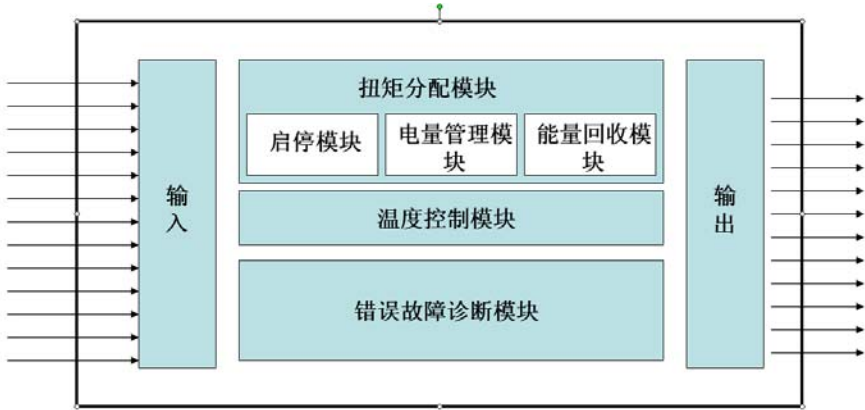 扭矩分配模块
启停模块
电量管理模
块
能量回收模
块
输
入
温度控制模块
输
出
错误故障诊断模块